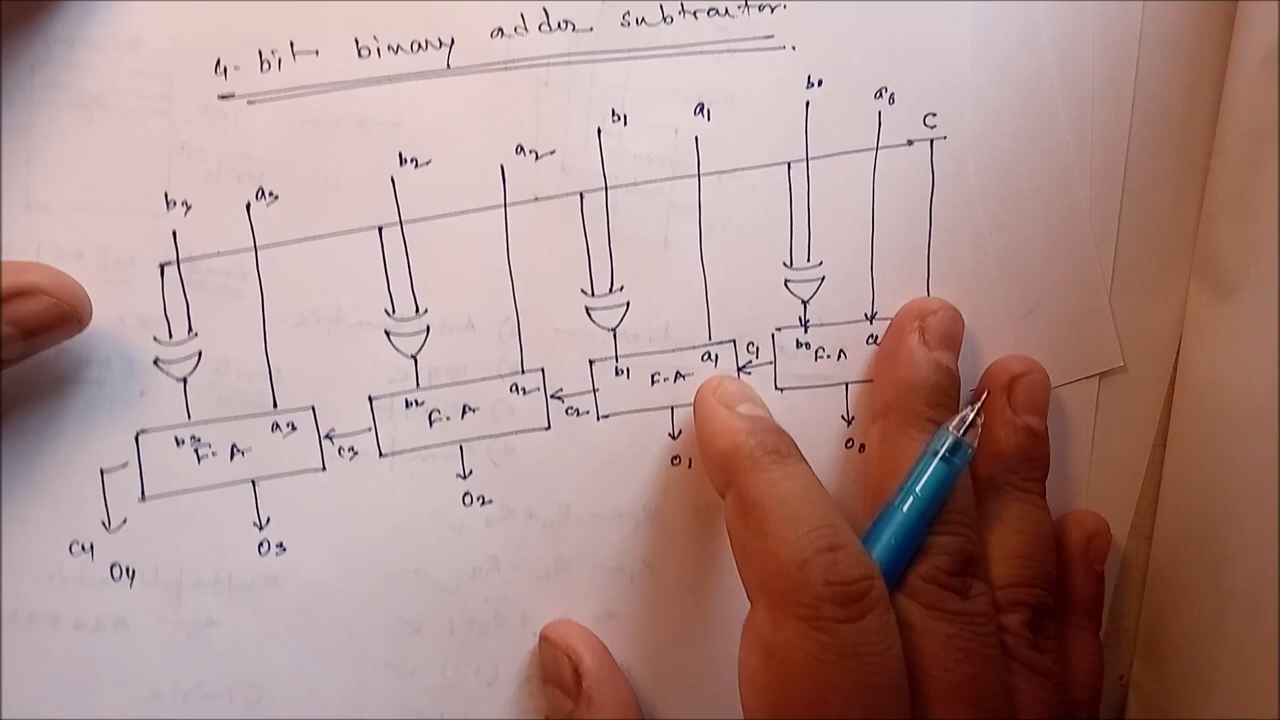 4-bit binary adder subtractor.
b0 a0 C
b1 a1
b2 a2
b3 a3
b0 a
F-A
C1
b1 a1
F-A
C2
b2 a2
F-A
C3
b3 a3
F-A
O0
O1
O2
O3
C4
O4